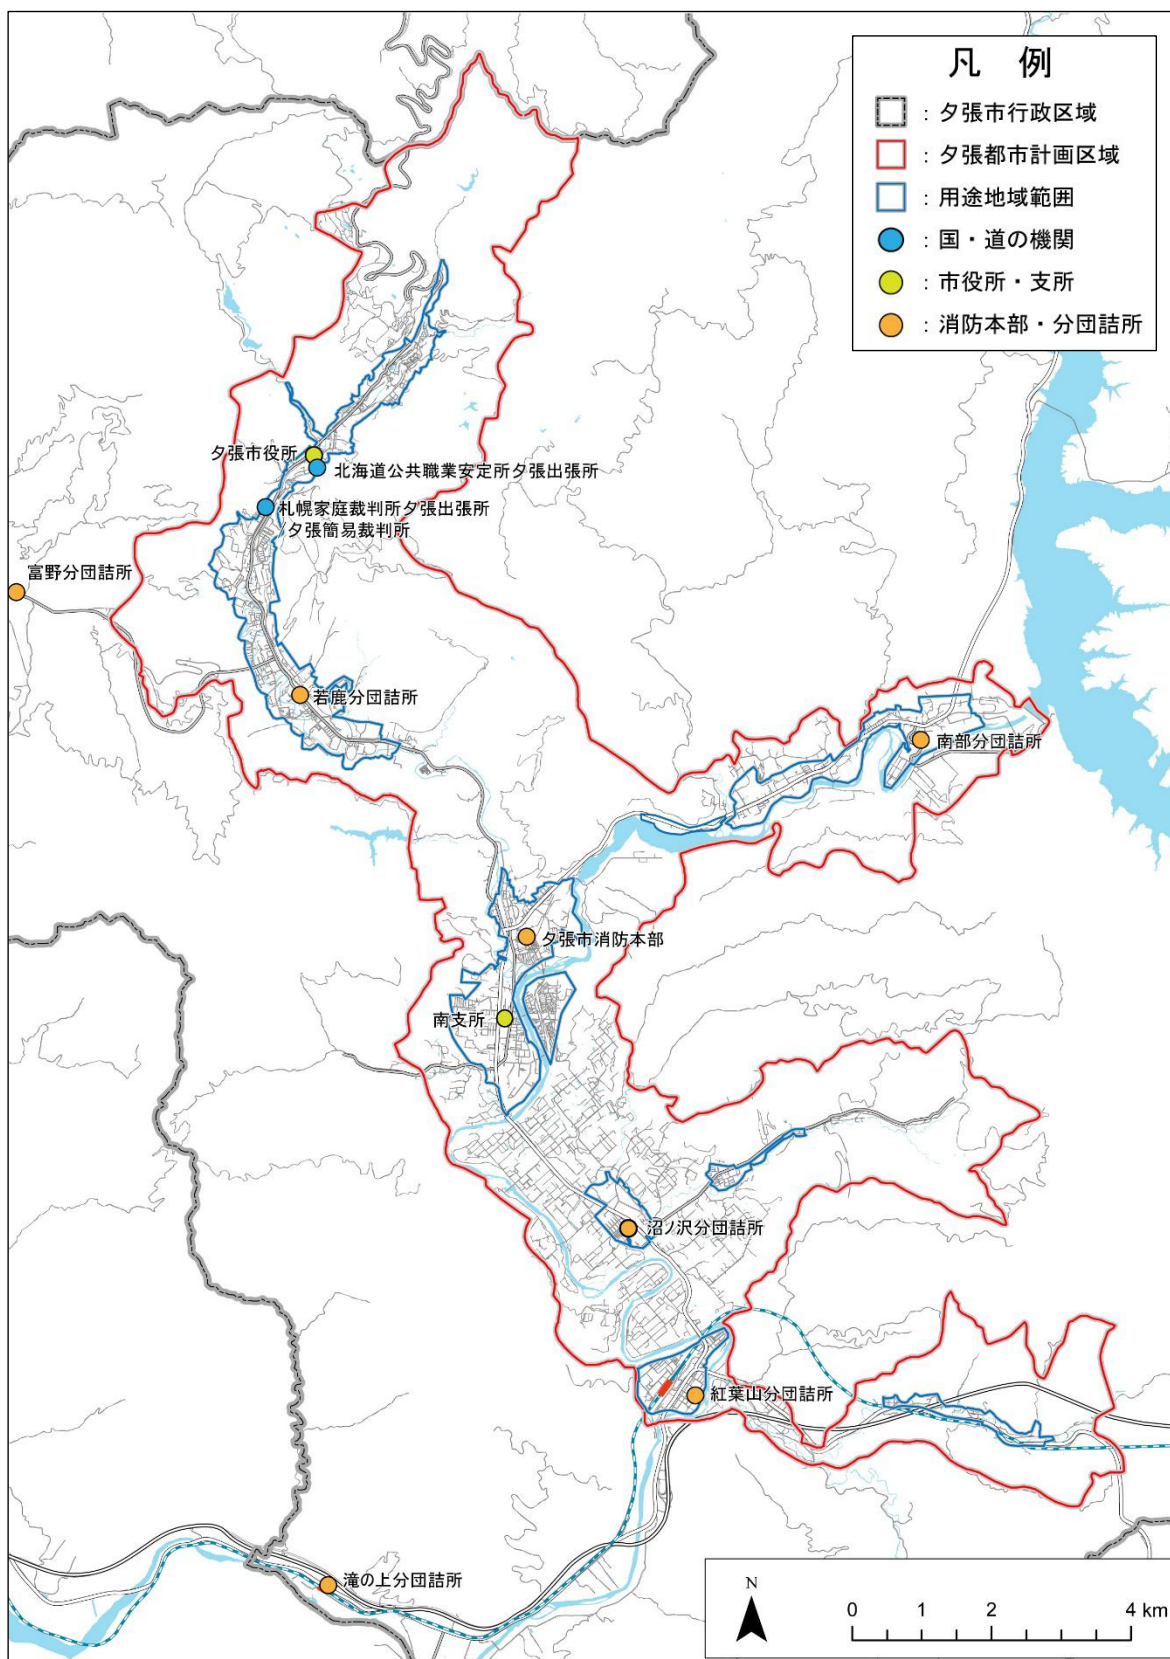 凡 例
：夕張市行政区域
：夕張都市計画区域
：用途地域範囲
：国・道の機関
：市役所・支所
：消防本部・分団詰所
夕張市役所
北海道公共職業安定所夕張出張所
札幌家庭裁判所夕張出張所
夕張簡易裁判所
富野分団詰所
若鹿分団詰所
南部分団詰所
夕張市消防本部
南支所
沼ノ沢分団詰所
紅葉山分団詰所
滝の上分団詰所
N
0 1 2 4 km